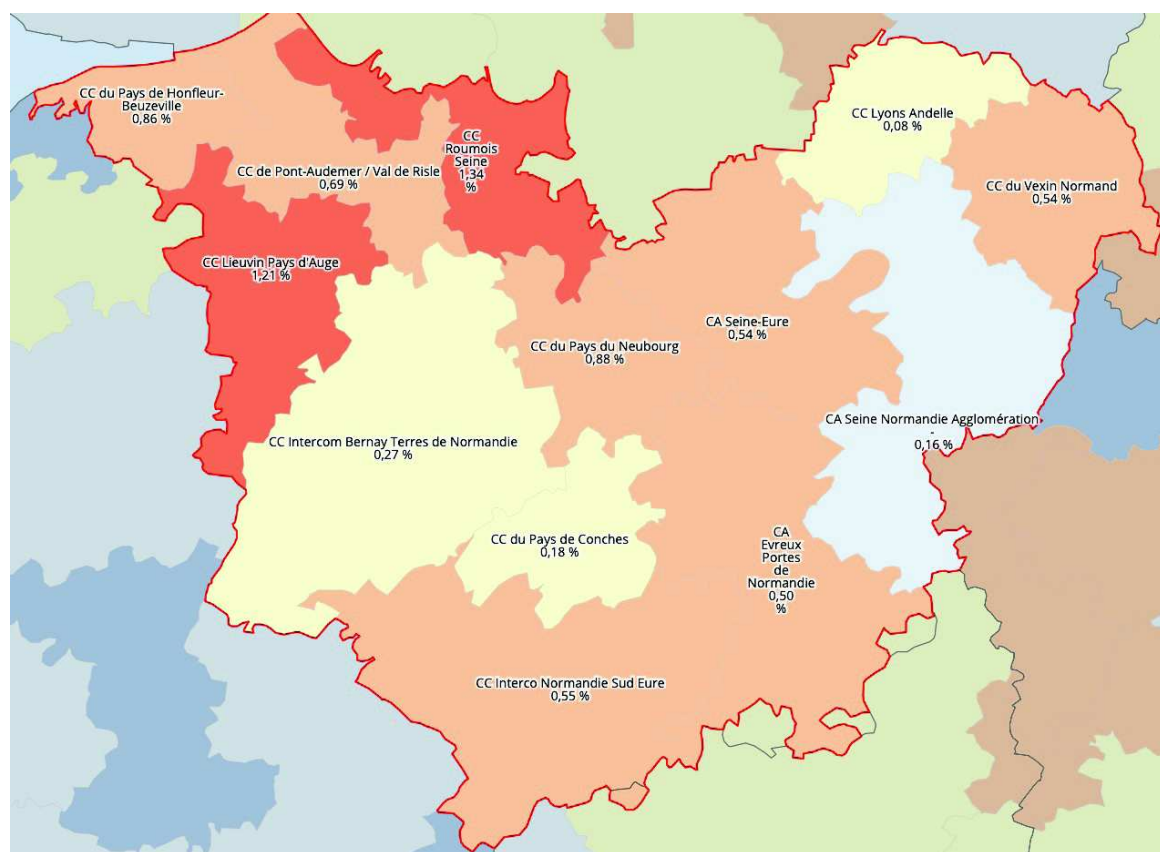 CC du Pays de Honfleur-
Beuzeville
0,86 %
CC Lyons Andelle
0,08 %
CC
Roumois
Seine
1,34
%
CC de Pont-Audemer / Val de Risle
0,69 %
CC du Vexin Normand
0,54 %
CC Lieuvin Pays d'Auge
1,21 %
CA Seine-Eure
0,54 %
CC du Pays du Neubourg
0,88 %
CA Seine Normandie Agglomération
-
0,16 %
CC Intercom Bernay Terres de Normandie
0,27 %
CC du Pays de Conches
0,18 %
CA
Evreux
Portes
de
Normandie
0,50
%
CC Interco Normandie Sud Eure
0,55 %